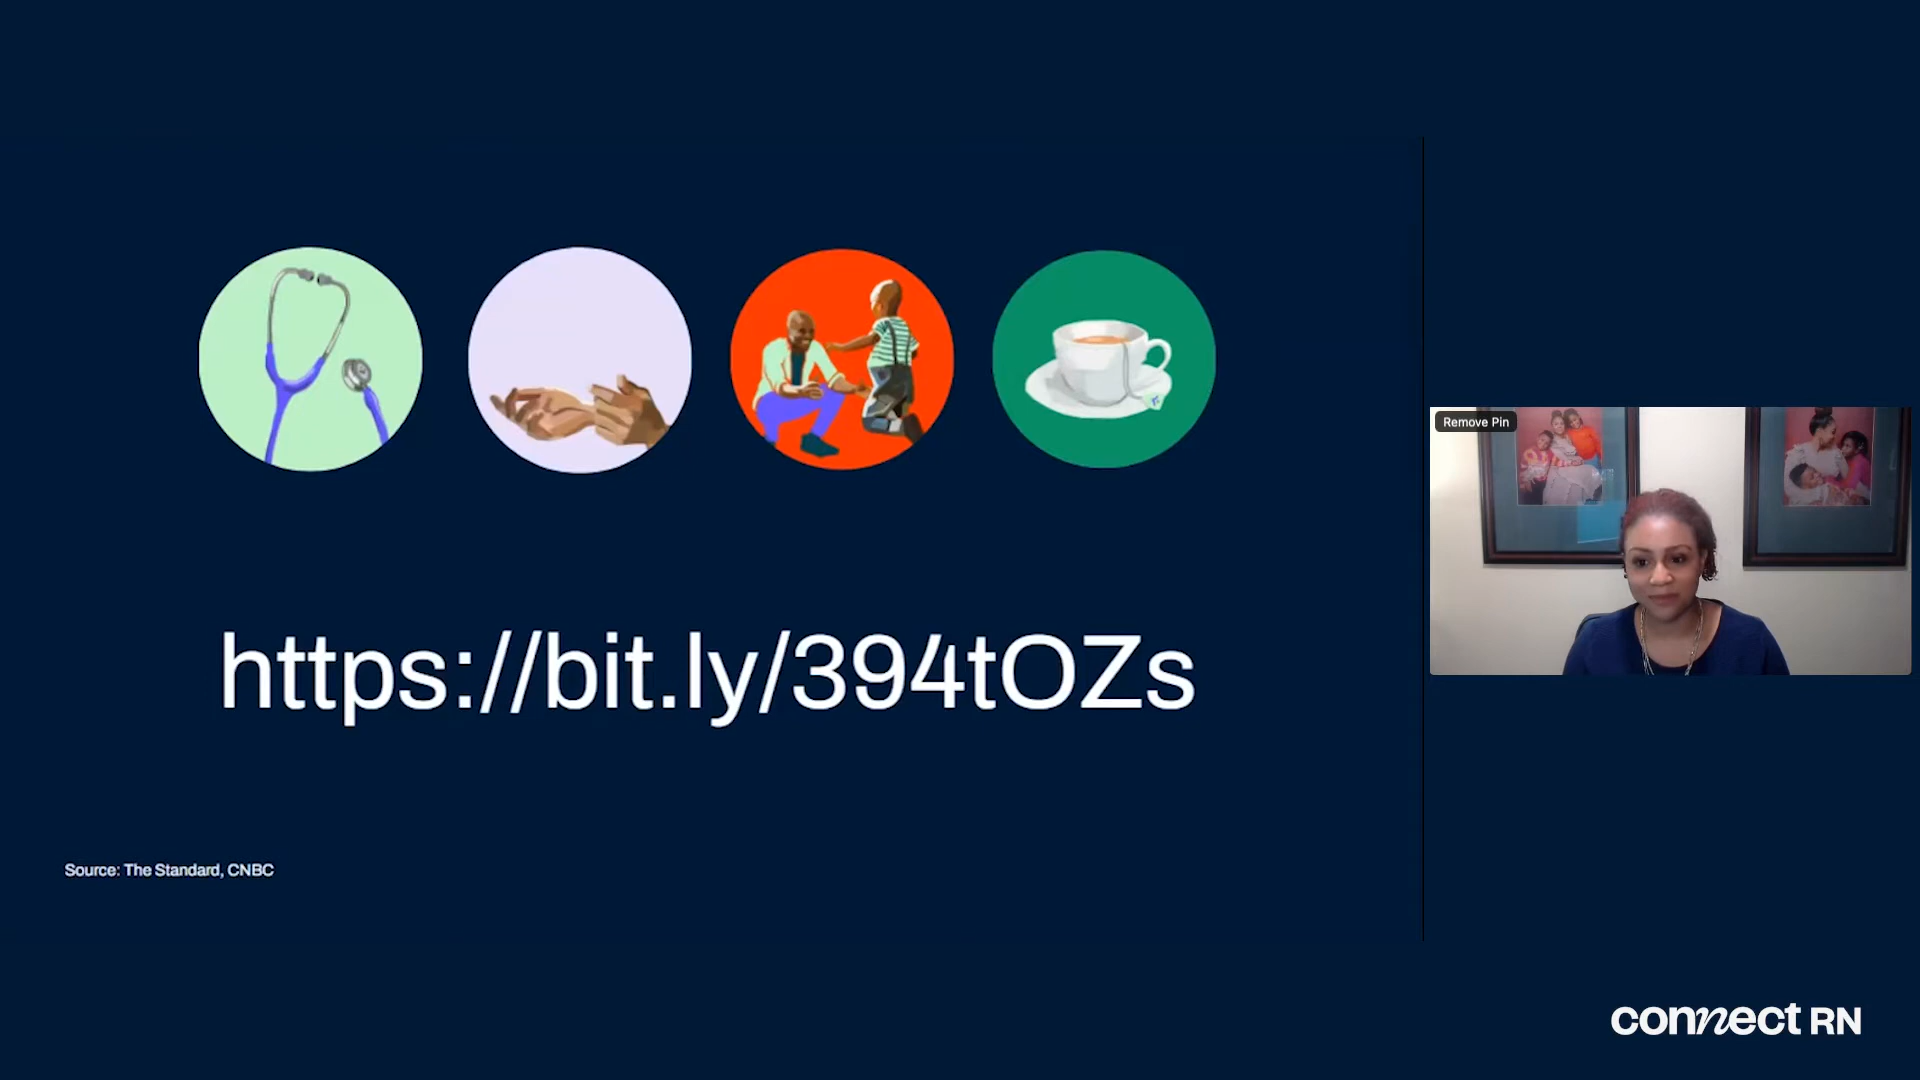 https://bit.ly/394tOZs
Source: The Standard, CNBC
Remove Pin
connect RN